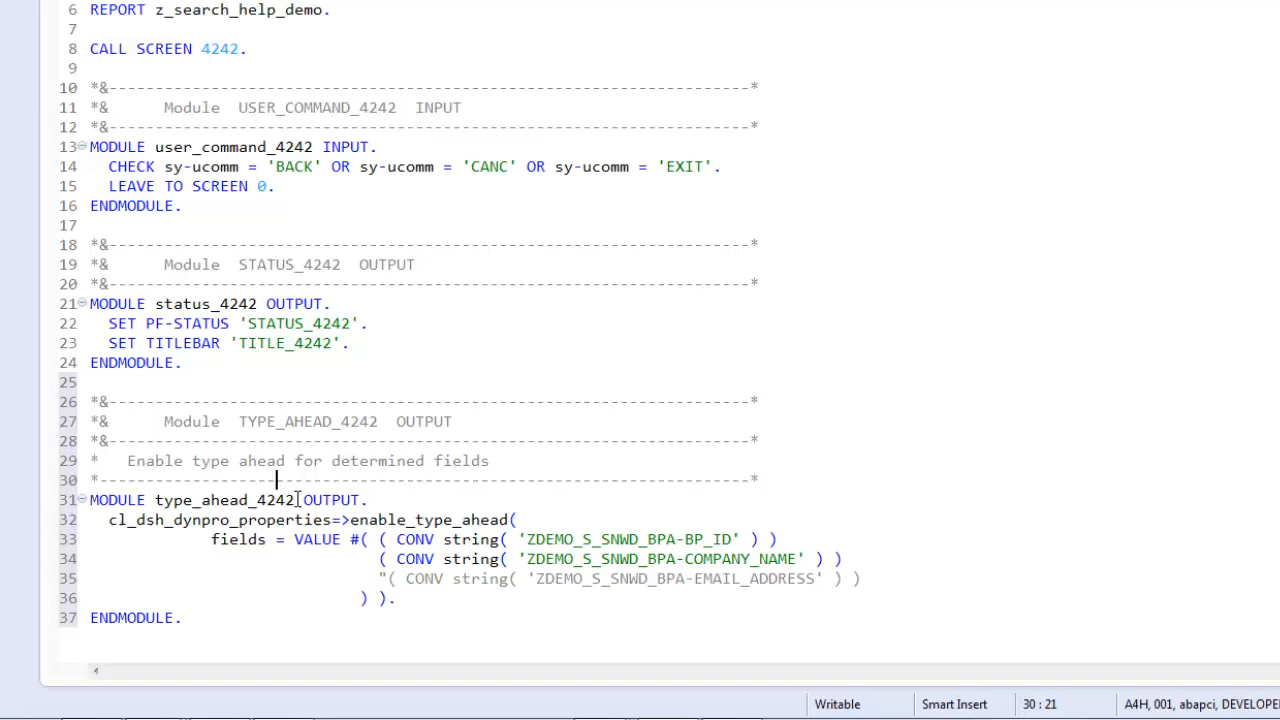 6 REPORT z_search_help_demo.
7
8 CALL SCREEN 4242.
9
10 *&---------------------------------------------------------------------*
11 *&      Module  USER_COMMAND_4242  INPUT
12 *&---------------------------------------------------------------------*
13 MODULE user_command_4242 INPUT.
14   CHECK sy-ucomm = 'BACK' OR sy-ucomm = 'CANC' OR sy-ucomm = 'EXIT'.
15   LEAVE TO SCREEN 0.
16 ENDMODULE.
17
18 *&---------------------------------------------------------------------*
19 *&      Module  STATUS_4242  OUTPUT
20 *&---------------------------------------------------------------------*
21 MODULE status_4242 OUTPUT.
22   SET PF-STATUS 'STATUS_4242'.
23   SET TITLEBAR 'TITLE_4242'.
24 ENDMODULE.
25
26 *&---------------------------------------------------------------------*
27 *&      Module  TYPE_AHEAD_4242  OUTPUT
28 *&---------------------------------------------------------------------*
29 *   Enable type ahead for determined fields
30 *----------------------------------------------------------------------*
31 MODULE type_ahead_4242 OUTPUT.
32   cl_dsh_dynpro_properties=>enable_type_ahead(
33              fields = VALUE #( ( CONV string( 'ZDEMO_S_SNWD_BPA-BP_ID' ) )
34                                ( CONV string( 'ZDEMO_S_SNWD_BPA-COMPANY_NAME' ) )
35                                "( CONV string( 'ZDEMO_S_SNWD_BPA-EMAIL_ADDRESS' ) )
36                              ) ).
37 ENDMODULE.
Writable Smart Insert 30 : 21 A4H, 001, abapci, DEVELOPE